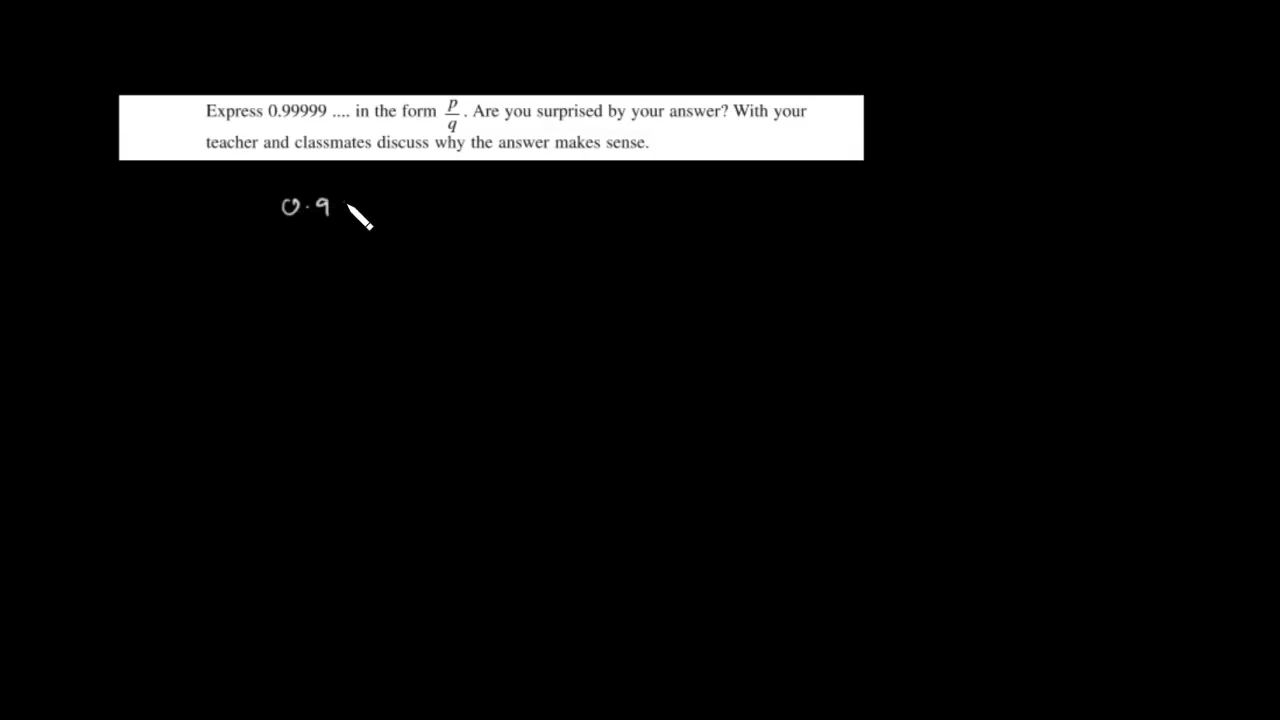 Express 0.99999 .... in the form p/q . Are you surprised by your answer? With your
teacher and classmates discuss why the answer makes sense.
0.9